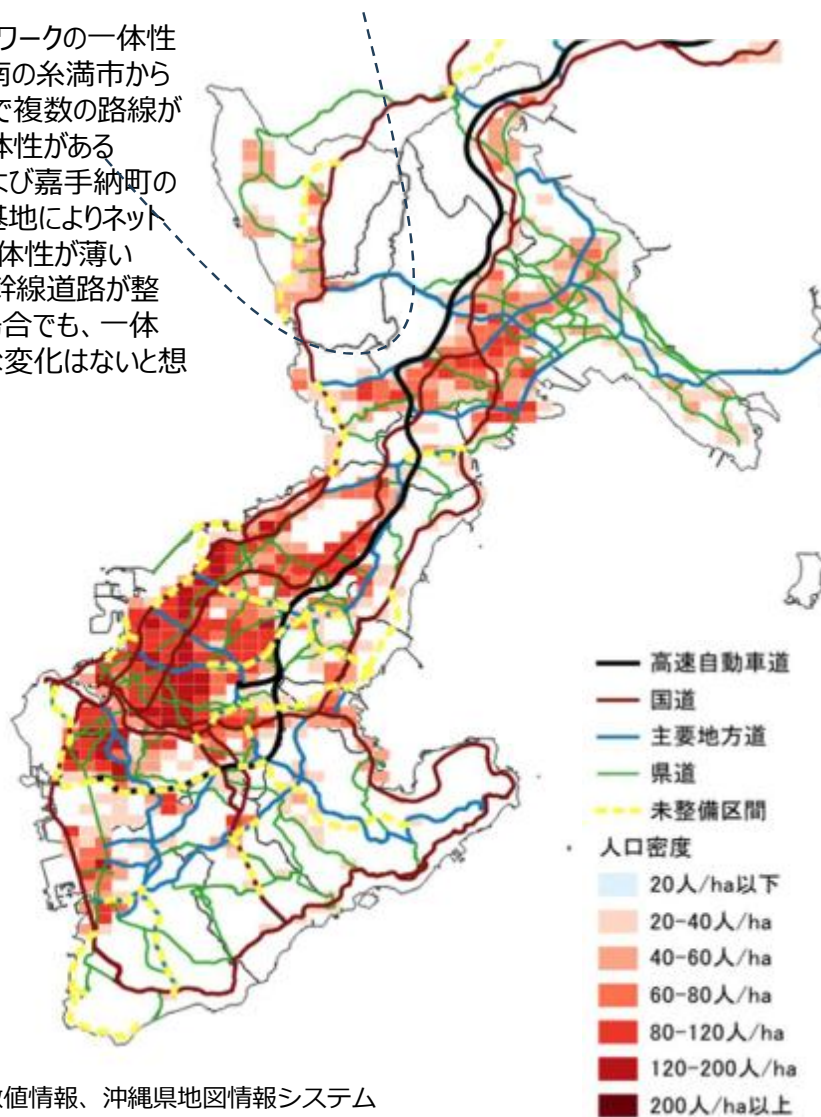 ワークの一体性
南の糸満市から
で複数の路線が
体性がある
よび嘉手納町の
基地によりネット
体性が薄い
幹線道路が整
合でも、一体
な変化はないと想
高速自動車道
国道
主要地方道
県道
未整備区間
人口密度
20人/ha以下
20-40人/ha
40-60人/ha
60-80人/ha
80-120人/ha
120-200人/ha
200人/ha以上
値情報、沖縄県地図情報システム